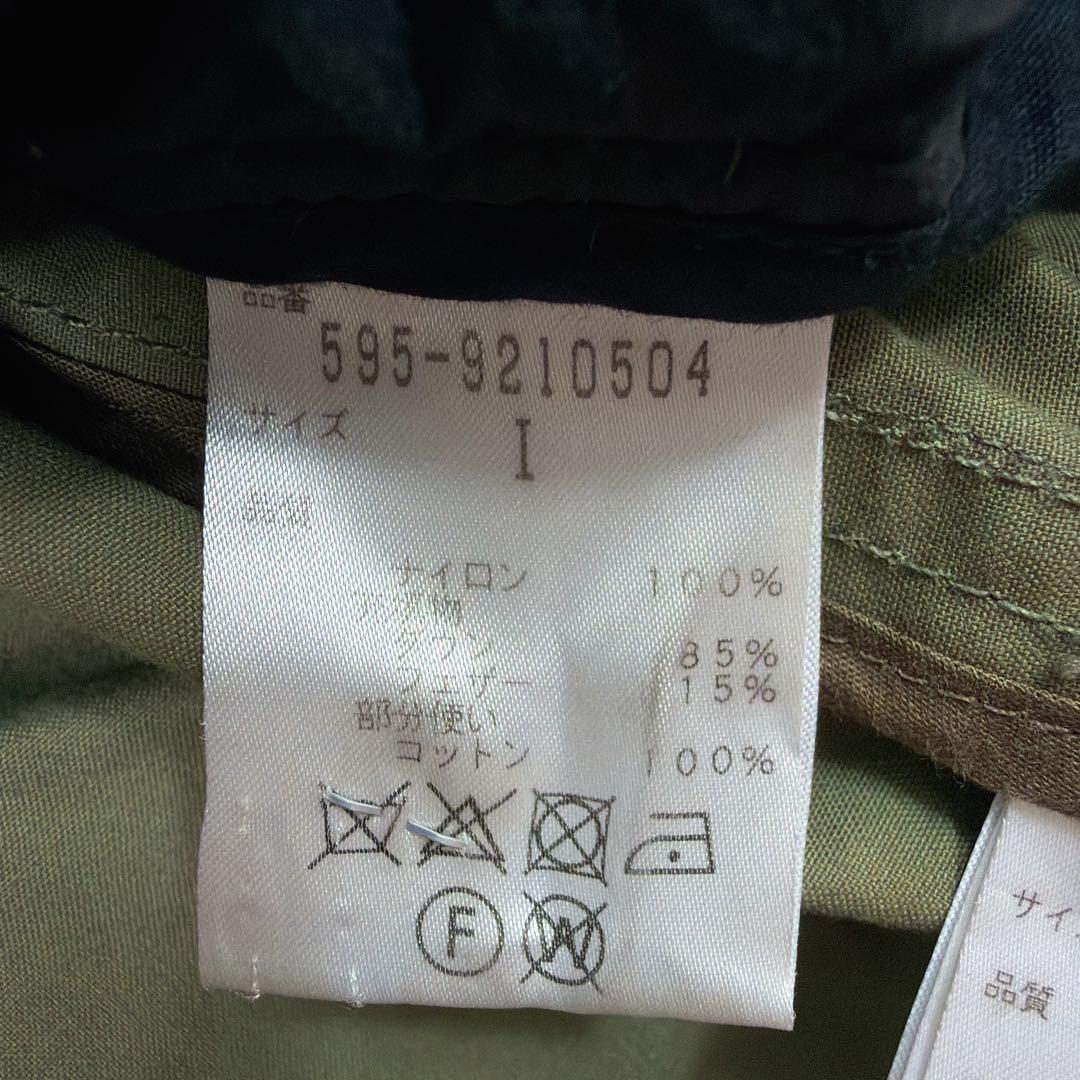 品番
595-9210504
サイズ I
品質
ナイロン 100%
ダウン 85%
フェザー 15%
部分使い
コットン 100%
F W
サイ
品質